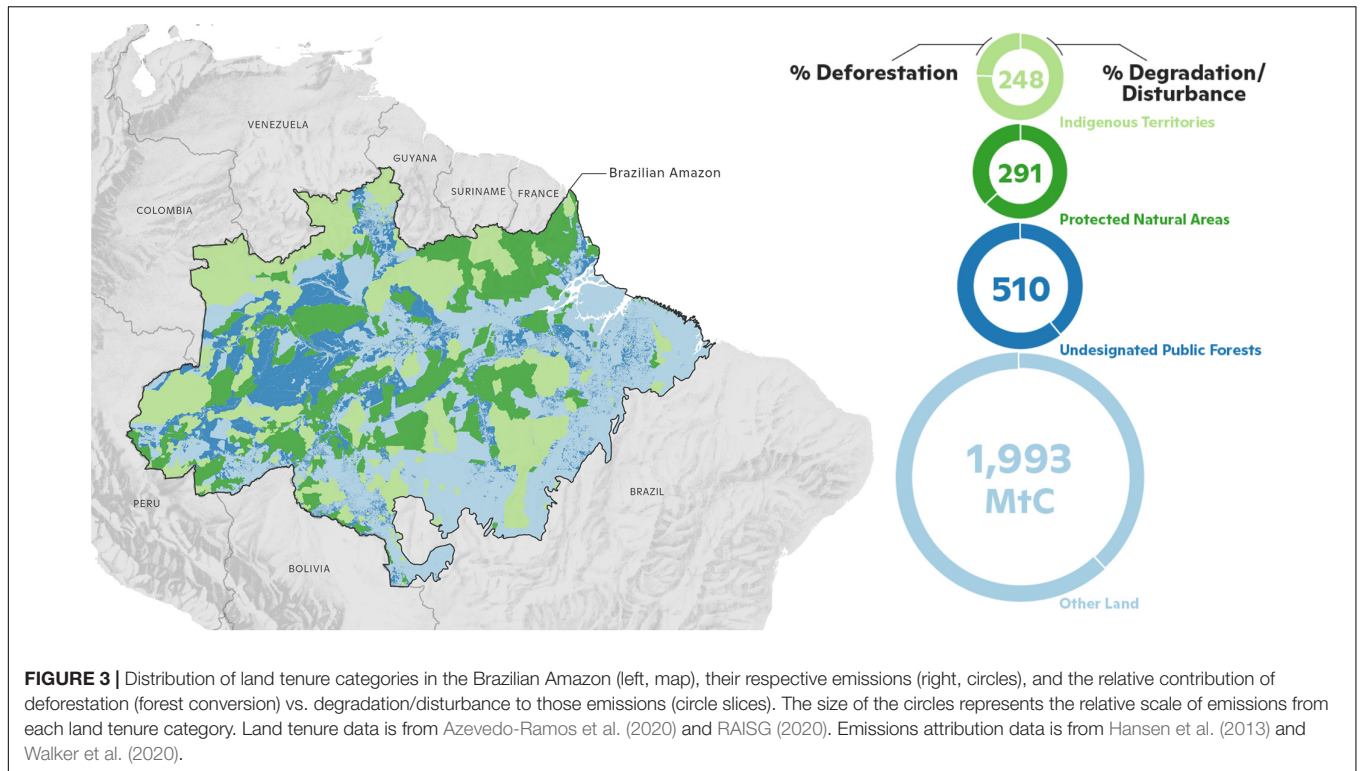 VENEZUELA
GUYANA
SURINAME
FRANCE
COLOMBIA
Brazilian Amazon
PERU
BRAZIL
BOLIVIA
% Deforestation
% Degradation/
Disturbance
248
Indigenous Territories
291
Protected Natural Areas
510
Undesignated Public Forests
1,993
MtC
Other Land
FIGURE 3 | Distribution of land tenure categories in the Brazilian Amazon (left, map), their respective emissions (right, circles), and the relative contribution of
deforestation (forest conversion) vs. degradation/disturbance to those emissions (circle slices). The size of the circles represents the relative scale of emissions from
each land tenure category. Land tenure data is from Azevedo-Ramos et al. (2020) and RAISG (2020). Emissions attribution data is from Hansen et al. (2013) and
Walker et al. (2020).